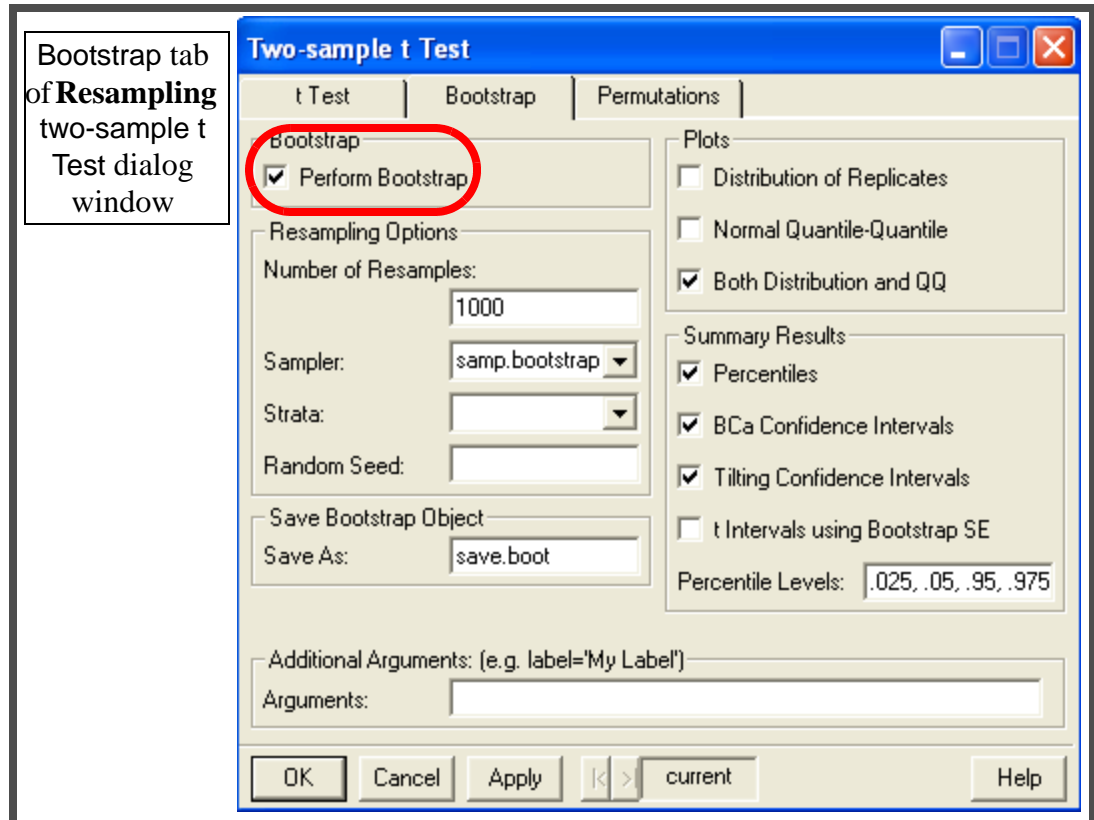 Bootstrap tab
of Resampling
two-sample t
Test dialog
window
Two-sample t Test
t Test
Bootstrap
Permutations
Bootstrap
Perform Bootstrap
Resampling Options
Number of Resamples:
1000
Sampler:
samp.bootstrap
Strata:
Random Seed:
Save Bootstrap Object
Save As:
save.boot
Plots
Distribution of Replicates
Normal Quantile-Quantile
Both Distribution and QQ
Summary Results
Percentiles
BCa Confidence Intervals
Tilting Confidence Intervals
t Intervals using Bootstrap SE
Percentile Levels:
.025, .05, .95, .975
Additional Arguments: (e.g. label='My Label')
Arguments:
OK
Cancel
Apply
|<
>|
current
Help